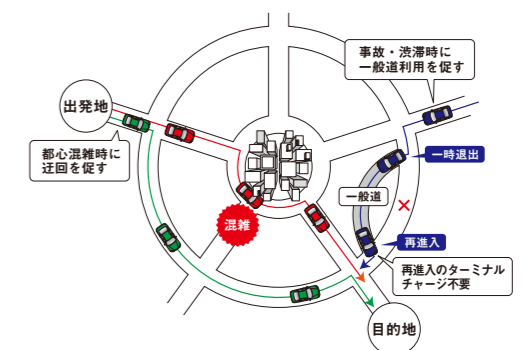 事故・渋滞時に
一般道利用を促す
出発地
都心混雑時に
迂回を促す
一時退出
一般道
混雑
再進入
再進入のターミナル
チャージ不要
目的地